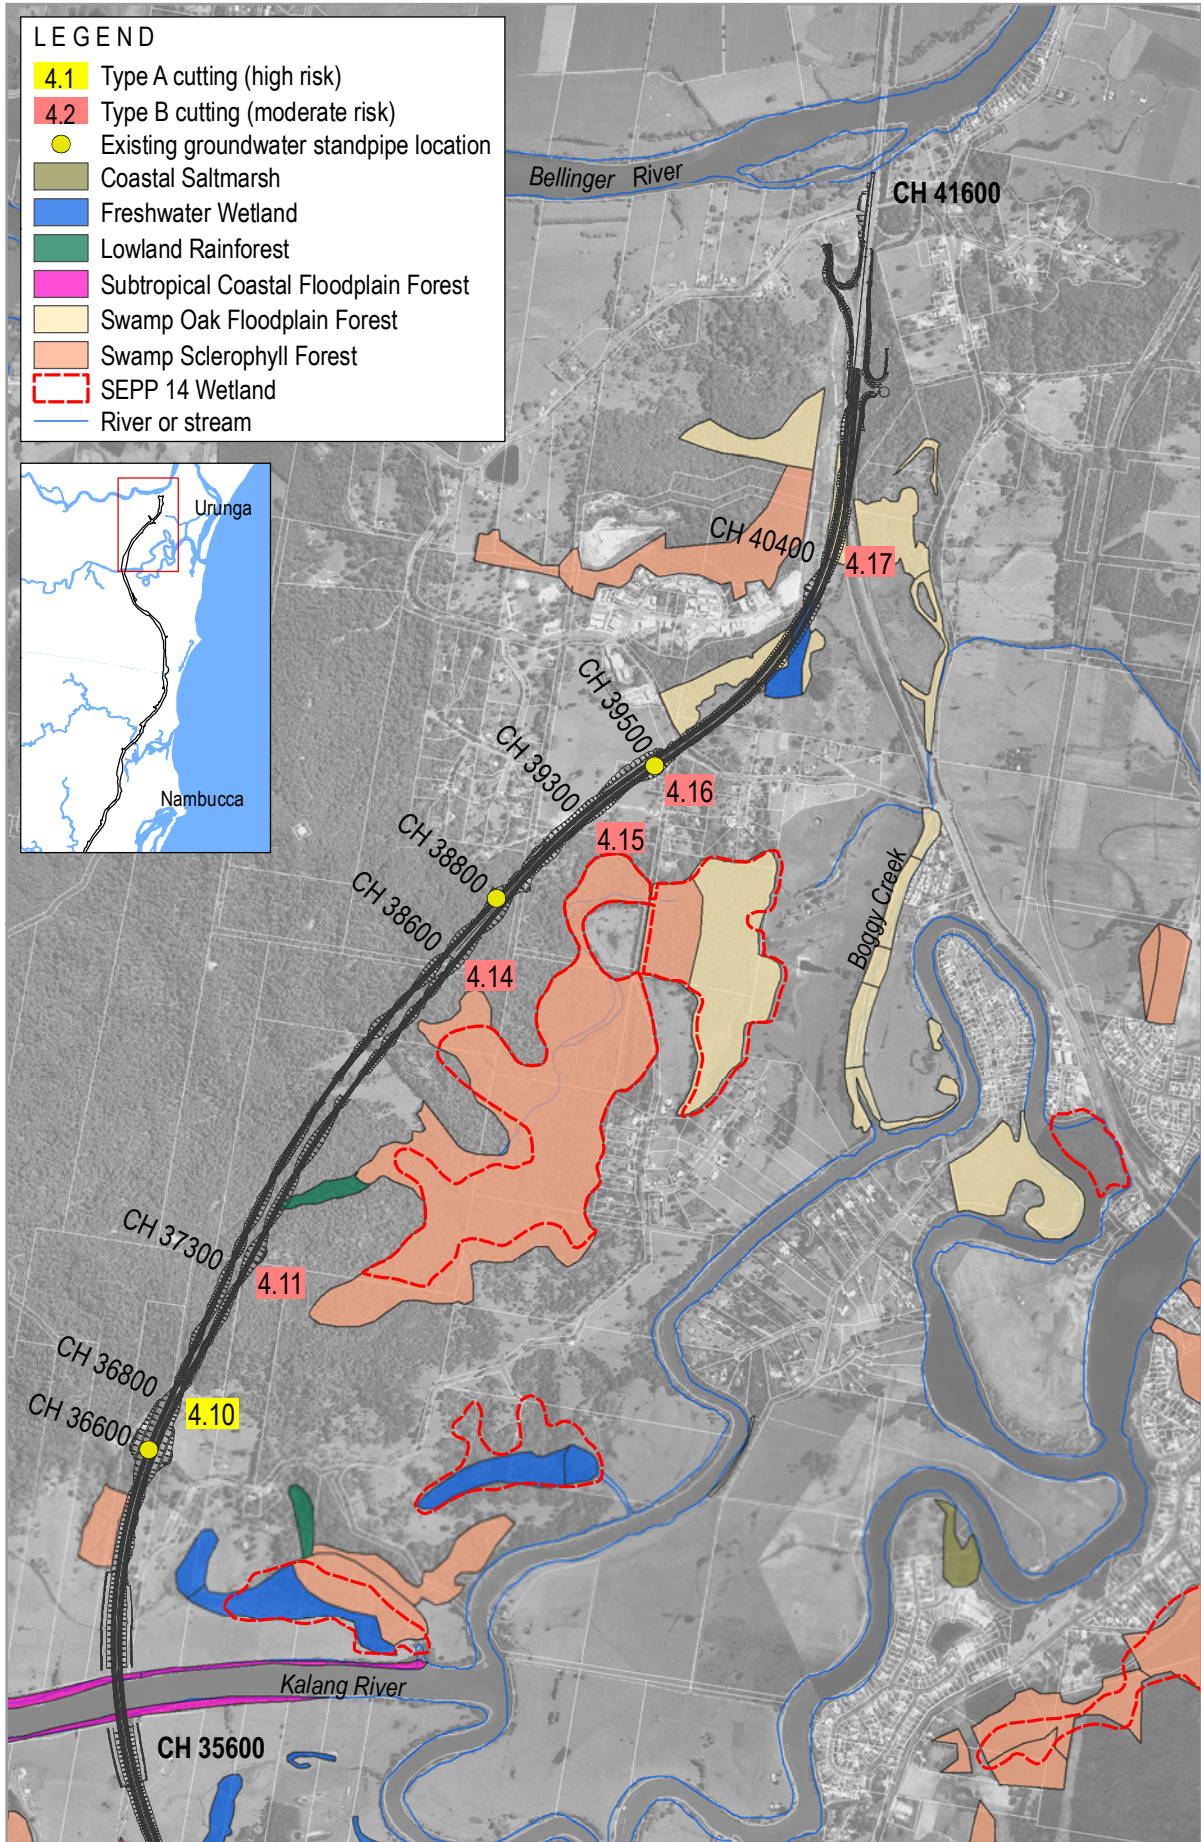 LEGEND
4.1 Type A cutting (high risk)
4.2 Type B cutting (moderate risk)
Existing groundwater standpipe location
Coastal Saltmarsh
Freshwater Wetland
Lowland Rainforest
Subtropical Coastal Floodplain Forest
Swamp Oak Floodplain Forest
Swamp Sclerophyll Forest
SEPP 14 Wetland
River or stream
Urunga
Nambucca
Bellinger River
CH 41600
CH 40400
4.17
CH 39500
4.16
CH 39300
4.15
CH 38800
CH 38600
4.14
Boggy Creek
CH 37300
4.11
CH 36800
4.10
CH 36600
Kalang River
CH 35600